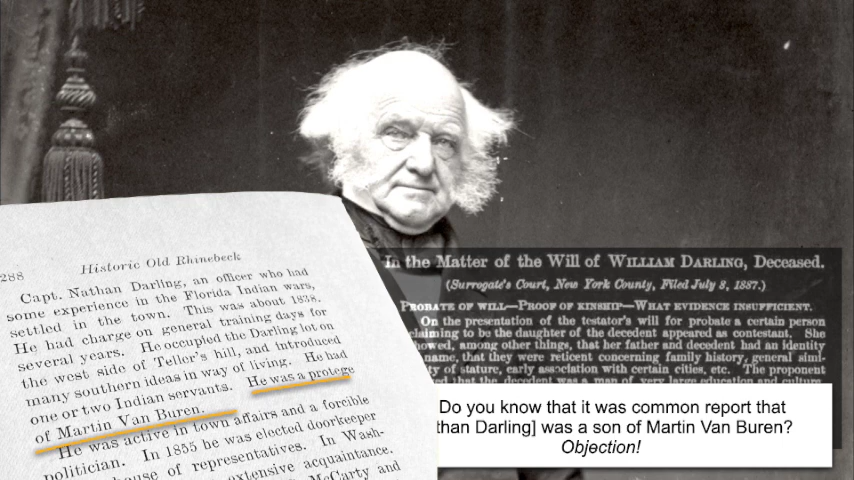 288
Historic Old Rhinebeck
Capt. Nathan Darling, an officer who had
some experience in the Florida Indian wars,
settled in the town. This was about 1838.
He had charge on general training days for
several years. He occupied the Darling lot on
the west side of Teller's hill, and introduced
many southern ideas in way of living. He had
one or two Indian servants. He was a protege
of Martin Van Buren.
He was active in town affairs and a forcible
politician. In 1855 he was elected doorkeeper
house of representatives. In Wash-
extensive acquaintance.
McCarty and
In the Matter of the Will of WILLIAM DARLING, Deceased.
(Surrogate's Court, New York County, Filed July 8, 1887.)
PROBATE OF WILL—PROOF OF KINSHIP—WHAT EVIDENCE INSUFFICIENT.
On the presentation of the testator's will for probate a certain person
claiming to be the daughter of the decedent appeared as contestant. She
showed, among other things, that her father and decedent had an identity
name, that they were reticent concerning family history, general simi-
ty of stature, early association with certain cities, etc. The proponent
that the decedent was a man of very large education and culture
Do you know that it was common report that
than Darling] was a son of Martin Van Buren?
Objection!